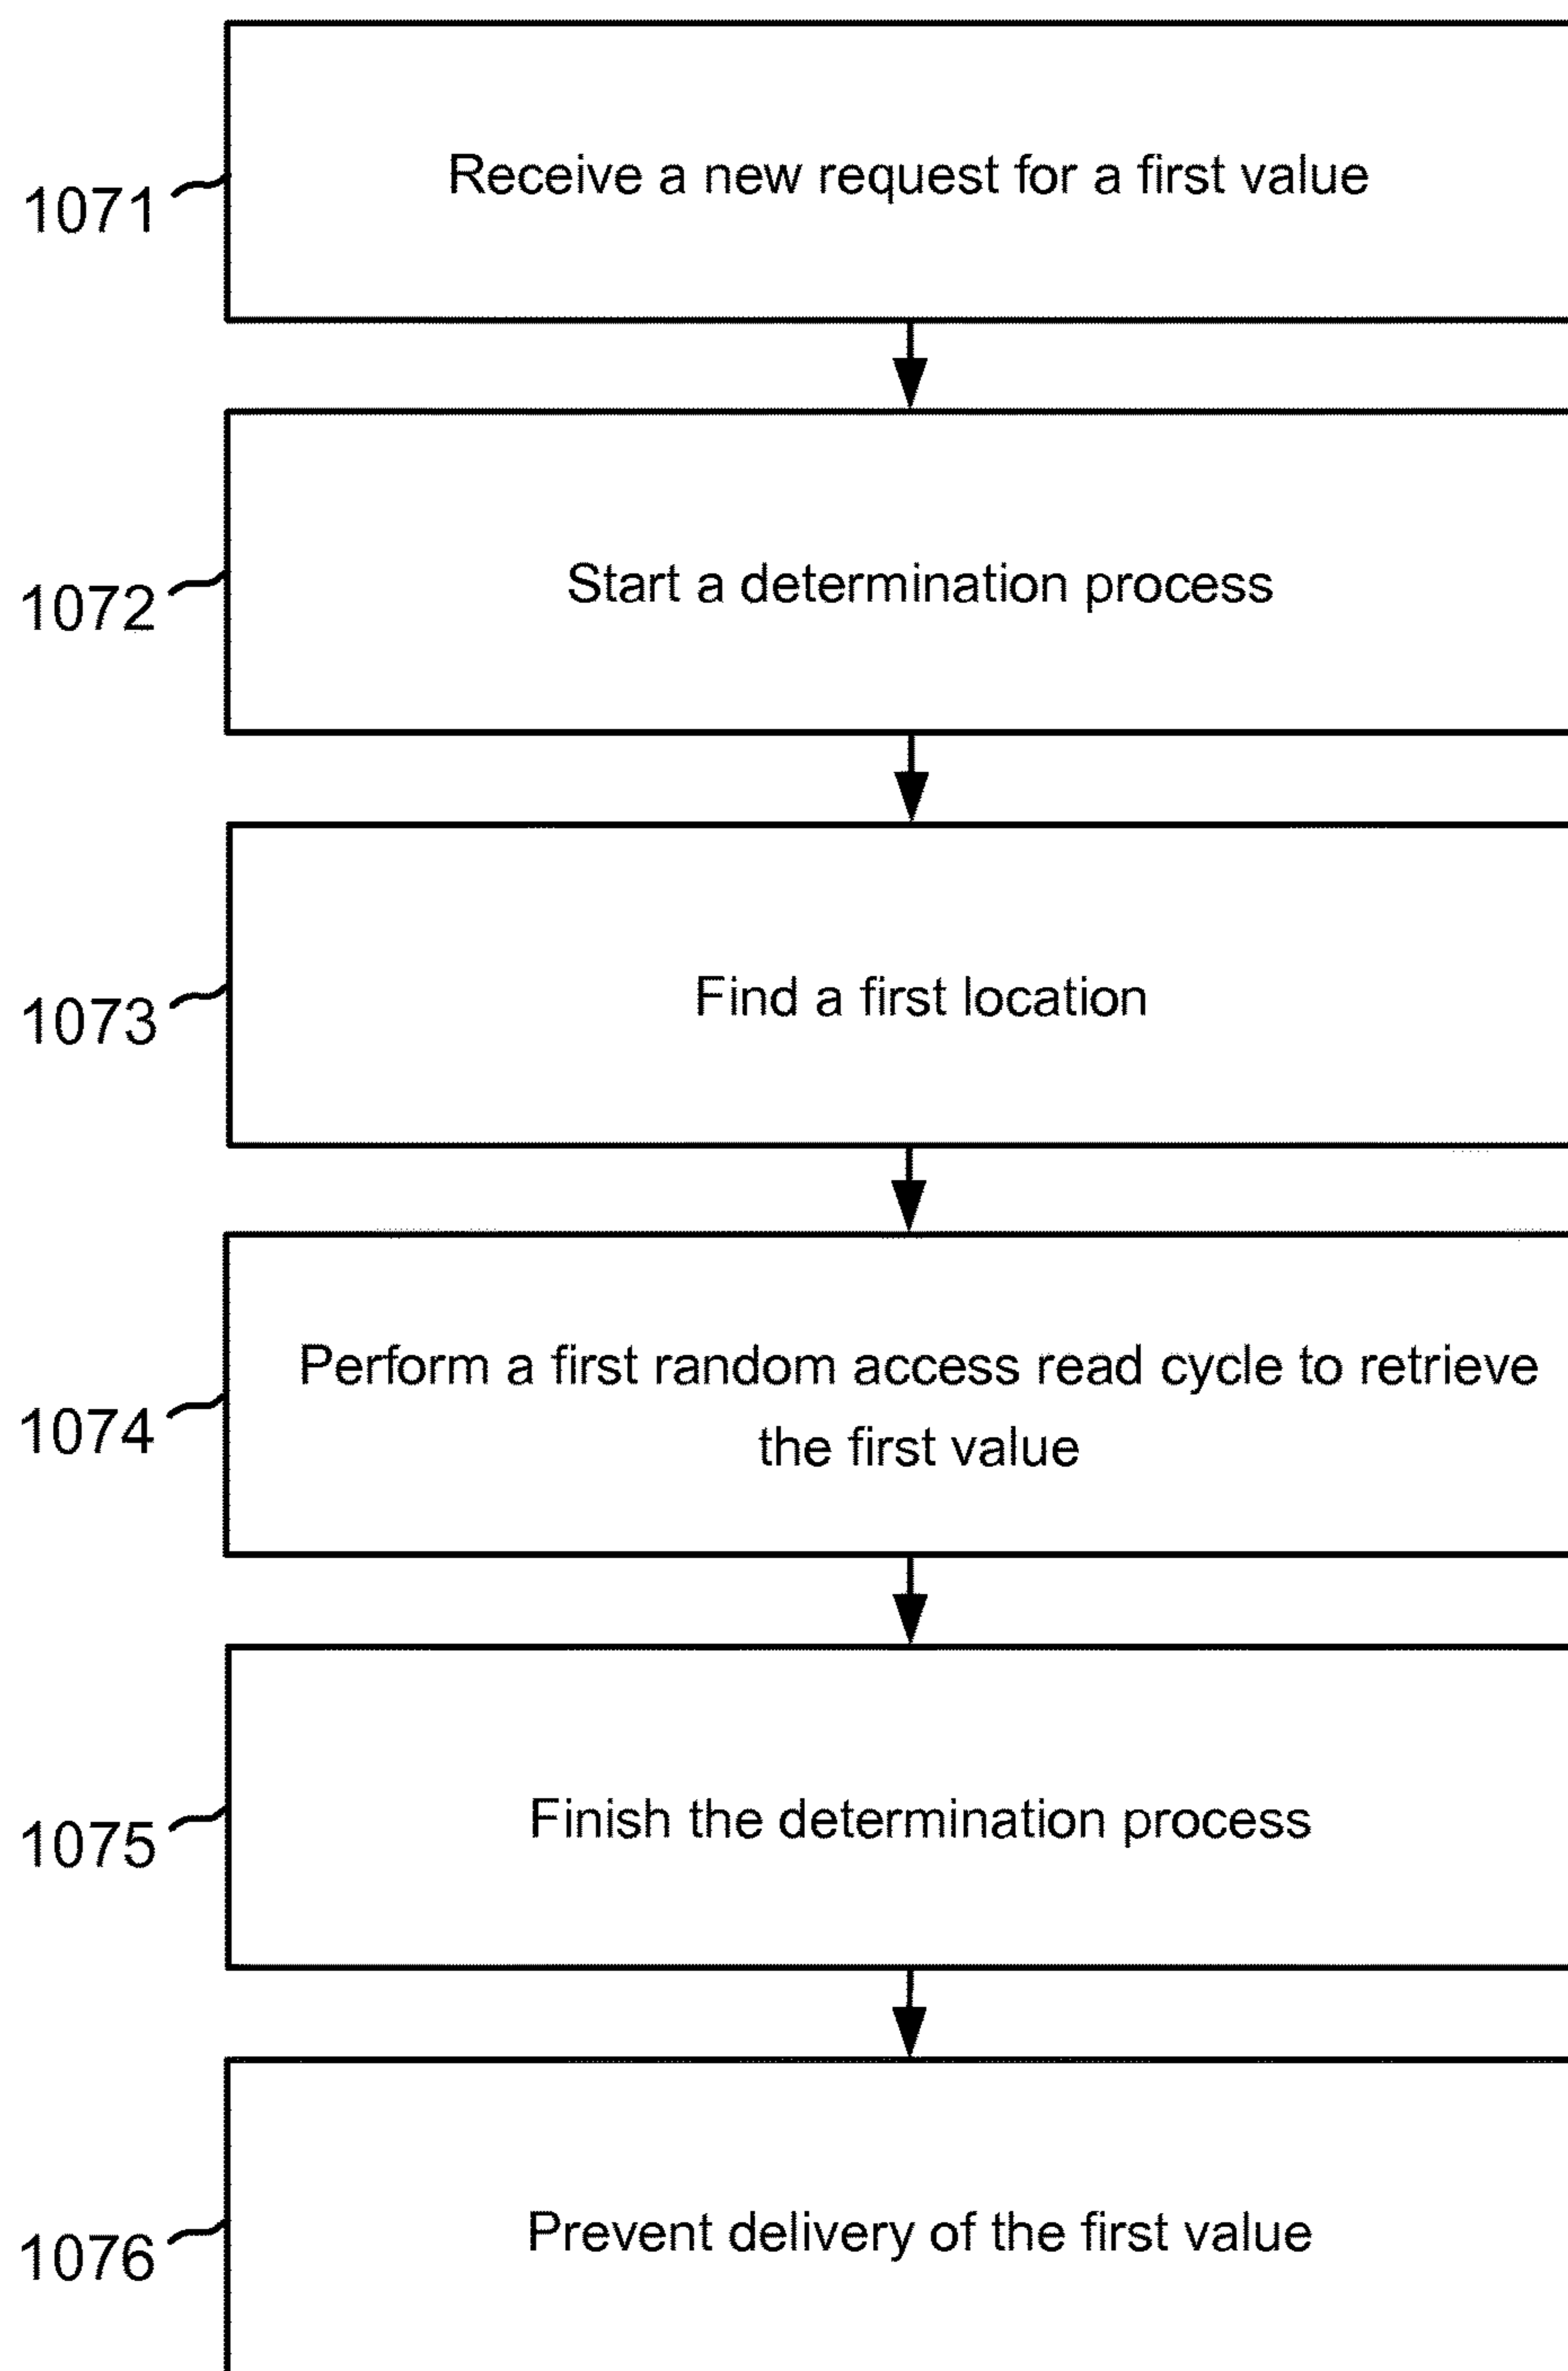 Receive a new request for a first value
1071
Start a determination process
1072
Find a first location
1073
Perform a first random access read cycle to retrieve
the first value
1074
Finish the determination process
1075
Prevent delivery of the first value
1076